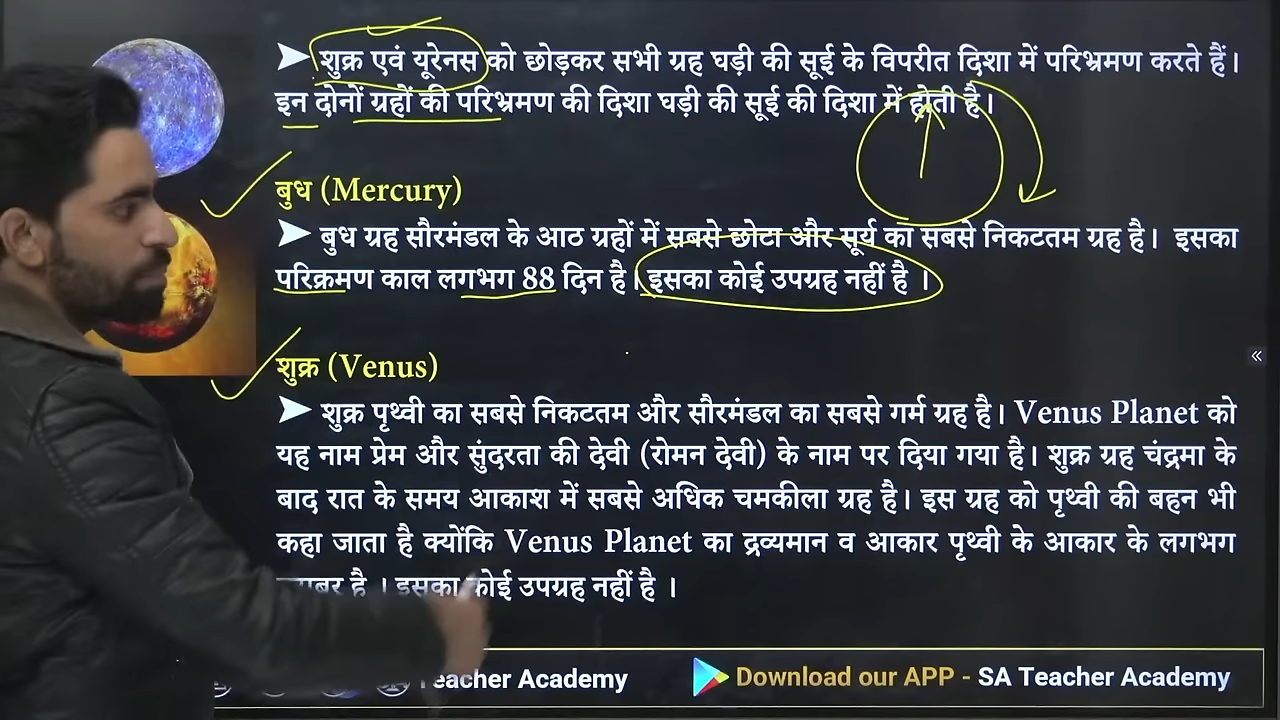 ➤ शुक्र एवं यूरेनस को छोड़कर सभी ग्रह घड़ी की सूई के विपरीत दिशा में परिभ्रमण करते हैं।
इन दोनों ग्रहों की परिभ्रमण की दिशा घड़ी की सूई की दिशा में होती है।
बुध (Mercury)
➤ बुध ग्रह सौरमंडल के आठ ग्रहों में सबसे छोटा और सूर्य का सबसे निकटतम ग्रह है। इसका
परिक्रमण काल लगभग 88 दिन है। इसका कोई उपग्रह नहीं है ।
शुक्र (Venus)
➤ शुक्र पृथ्वी का सबसे निकटतम और सौरमंडल का सबसे गर्म ग्रह है। Venus Planet को
यह नाम प्रेम और सुंदरता की देवी (रोमन देवी) के नाम पर दिया गया है। शुक्र ग्रह चंद्रमा के
बाद रात के समय आकाश में सबसे अधिक चमकीला ग्रह है। इस ग्रह को पृथ्वी की बहन भी
कहा जाता है क्योंकि Venus Planet का द्रव्यमान व आकार पृथ्वी के आकार के लगभग
है । इसका कोई उपग्रह नहीं है ।
«
Academy
Download our APP - SA Teacher Academy